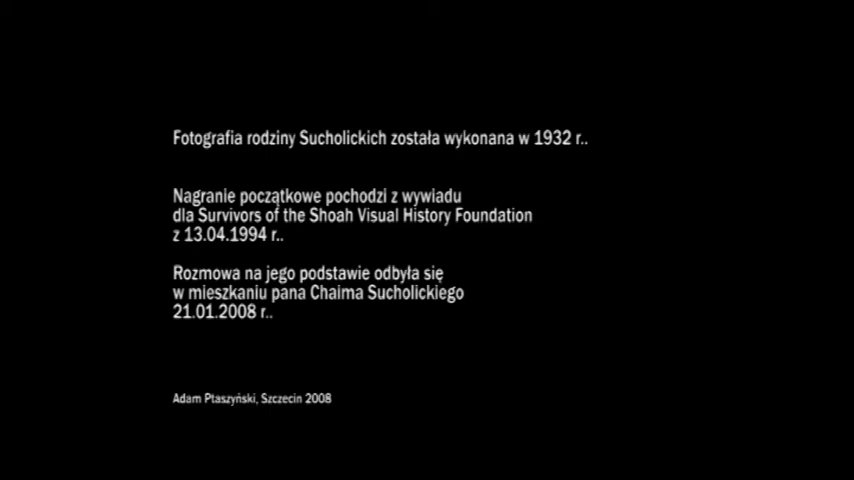 Fotografia rodziny Sucholickich została wykonana w 1932 r..
Nagranie początkowe pochodzi z wywiadu
dla Survivors of the Shoah Visual History Foundation
z 13.04.1994 r..
Rozmowa na jego podstawie odbyła się
w mieszkaniu pana Chaima Sucholickiego
21.01.2008 r..
Adam Ptaszyński, Szczecin 2008